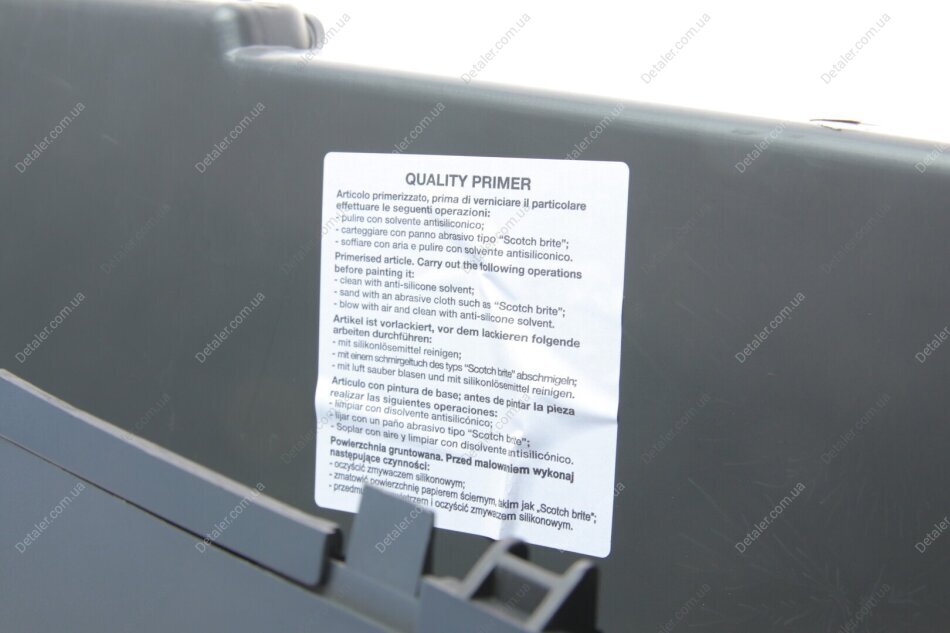 QUALITY PRIMER
Articolo primerizzato, prima di verniciare il particolare
effettuare le seguenti operazioni:
- pulire con solvente antisiliconico;
- carteggiare con panno abrasivo tipo "Scotch brite";
- soffiare con aria e pulire con solvente antisiliconico.
Primerised article. Carry out the following operations
before painting it:
- clean with anti-silicone solvent;
- sand with an abrasive cloth such as "Scotch brite";
- blow with air and clean with anti-silicone solvent.
Artikel ist vorlackiert, vor dem lackieren folgende
arbeiten durchführen:
- mit silikonlösemittel reinigen;
- mit einem schmirgeltuch des typs "Scotch brite" abschmigeln;
- mit luft sauber blasen und mit silikonlösemittel reinigen.
Articulo con pintura de base; antes de pintar la pieza
realizar las siguientes operaciones:
- limpiar con disolvente antisilicónico;
- lijar con un paño abrasivo tipo "Scotch brite";
- Soplar con aire y limpiar con disolvente antisilicónico.
Powierzchnia gruntowana. Przed malowniem wykonaj
następujące czynności:
- oczyścić zmywaczem silikonowym;
- zmatowić powierzchnię papierem ściernym, takim jak „Scotch brite";
i oczyścić zmywaczem silikonowym.
Detaler.com.ua